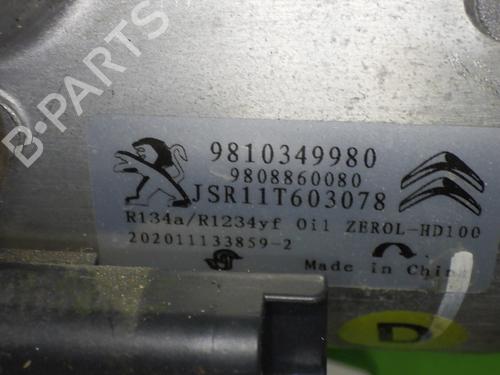 B-PARTS
9810349980
9808860080
JSR11T603078
R134a/R1234yf Oil ZEROL-HD100
202011133859-2
Made in China
D